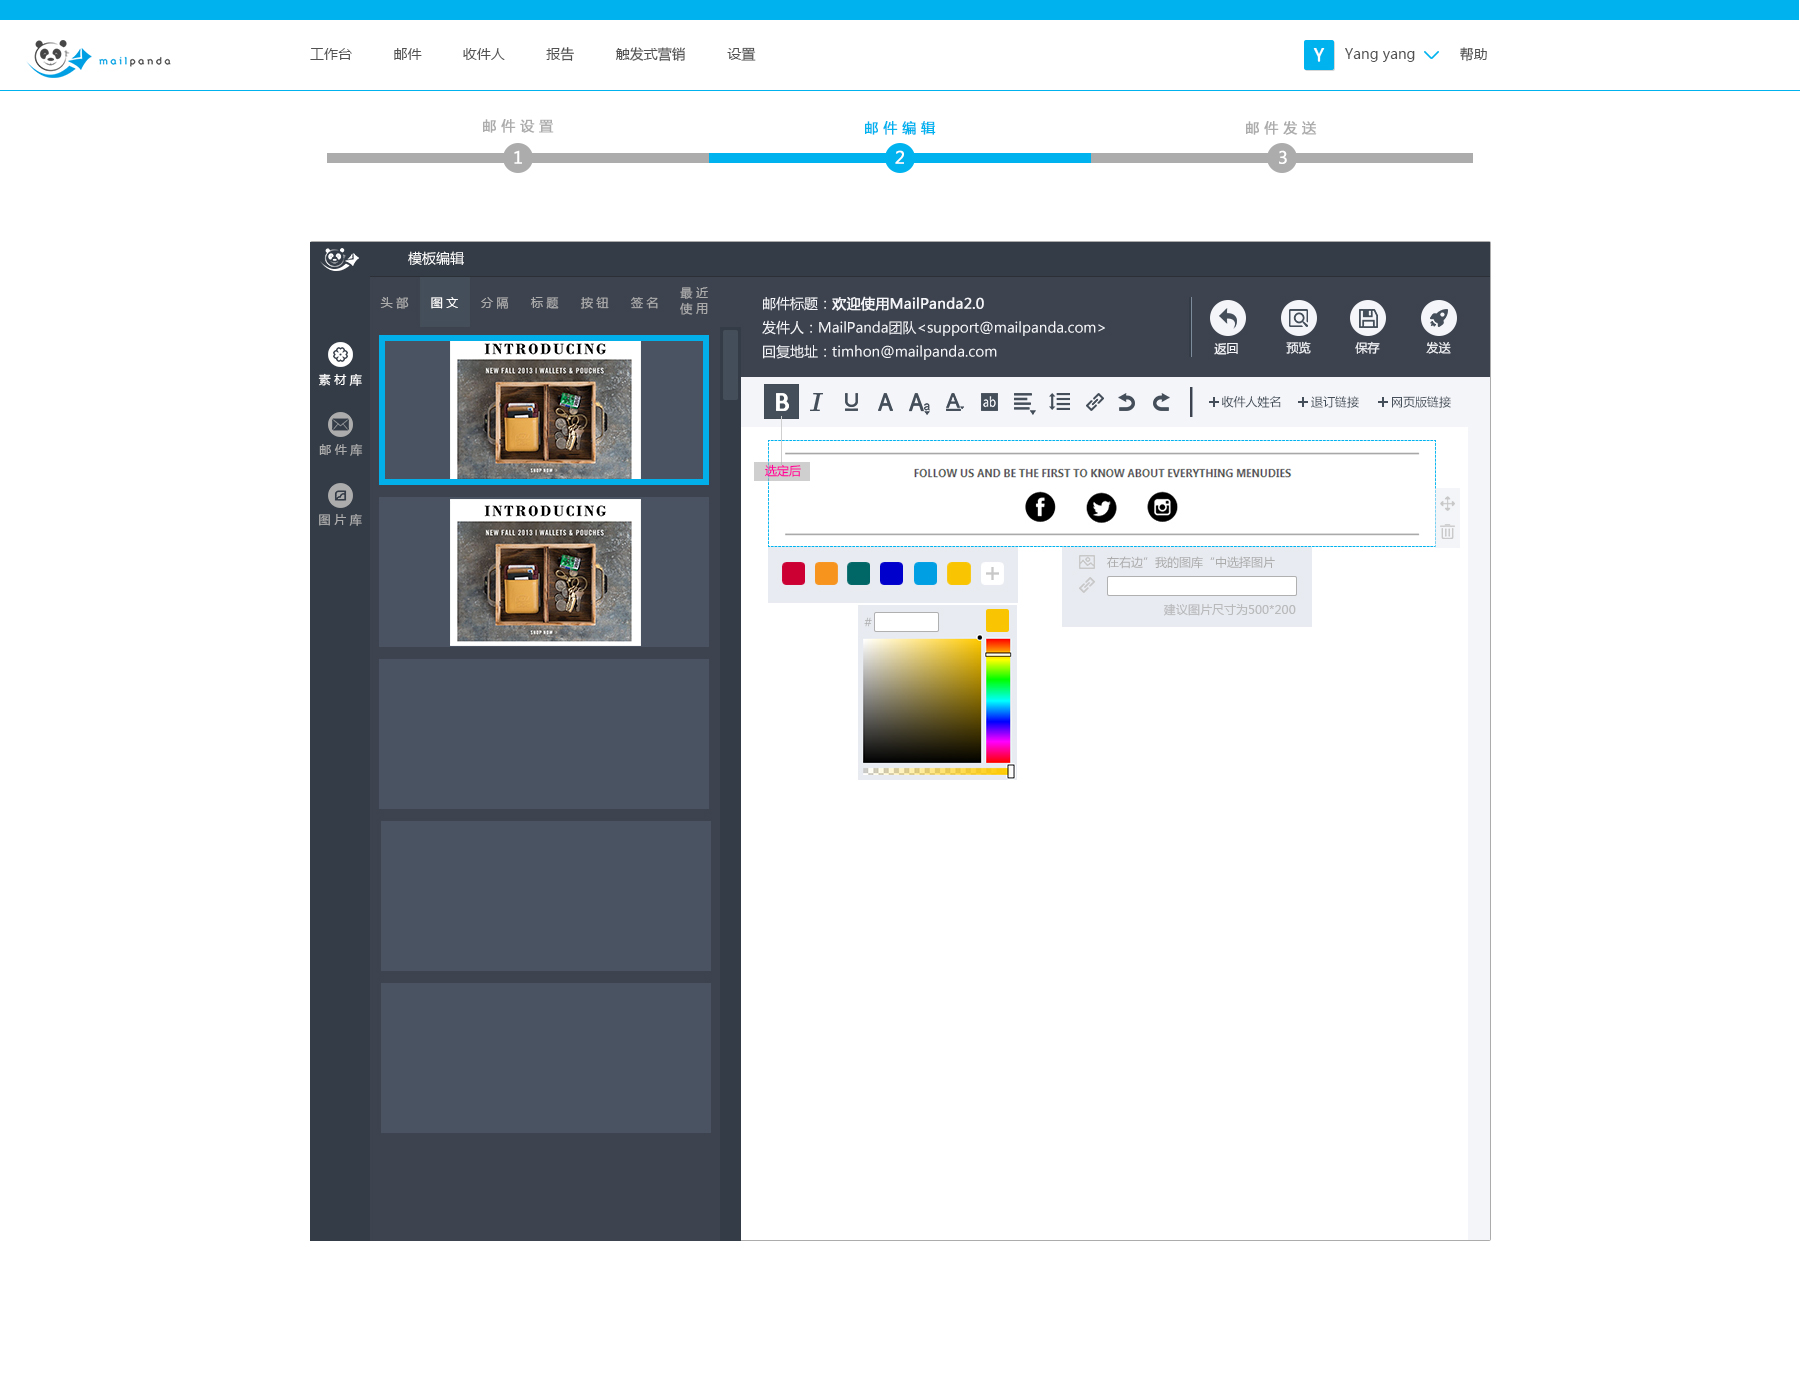 mailpanda
工作台 邮件 收件人 报告 触发式营销 设置
Y Yang yang 帮助
邮件设置 邮件编辑 邮件发送
1 2 3
模板编辑
头部 图文 分隔 标题 按钮 签名 最近使用
邮件标题：欢迎使用MailPanda2.0
发件人：MailPanda团队<support@mailpanda.com>
回复地址：timhon@mailpanda.com
返回 预览 保存 发送
素材库
邮件库
图片库
INTRODUCING
NEW FALL 2013 | WALLETS & POUCHES
SHOP NOW
INTRODUCING
NEW FALL 2013 | WALLETS & POUCHES
SHOP NOW
B I U A Aa A ab +收件人姓名 +退订链接 +网页版链接
选定后
FOLLOW US AND BE THE FIRST TO KNOW ABOUT EVERYTHING MENUDIES
在右边”我的图库“中选择图片
建议图片尺寸为500*200
#